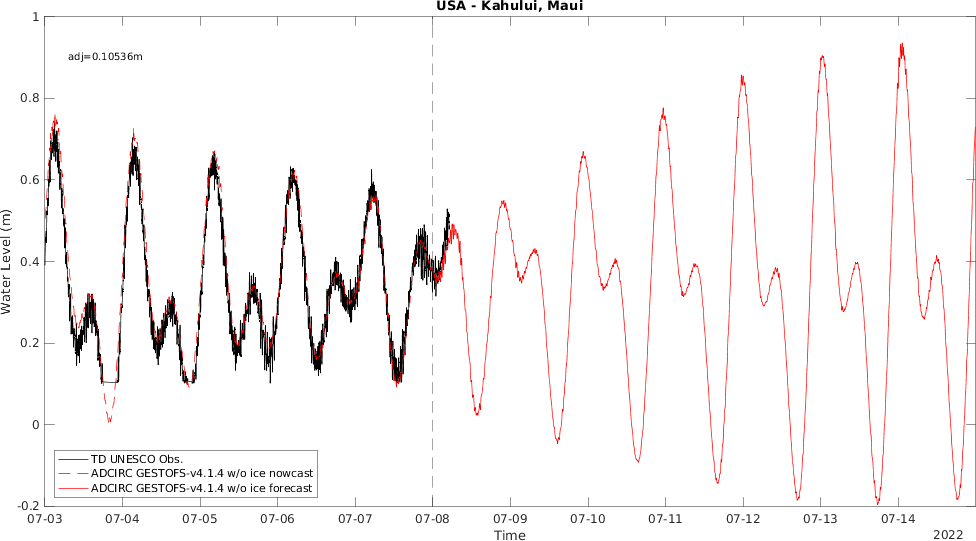 USA - Kahului, Maui
adj=0.10536m
Water Level (m)
1
0.8
0.6
0.4
0.2
0
-0.2
TD UNESCO Obs.
ADCIRC GESTOFS-v4.1.4 w/o ice nowcast
ADCIRC GESTOFS-v4.1.4 w/o ice forecast
07-03 07-04 07-05 07-06 07-07 07-08 07-09 07-10 07-11 07-12 07-13 07-14
Time
2022